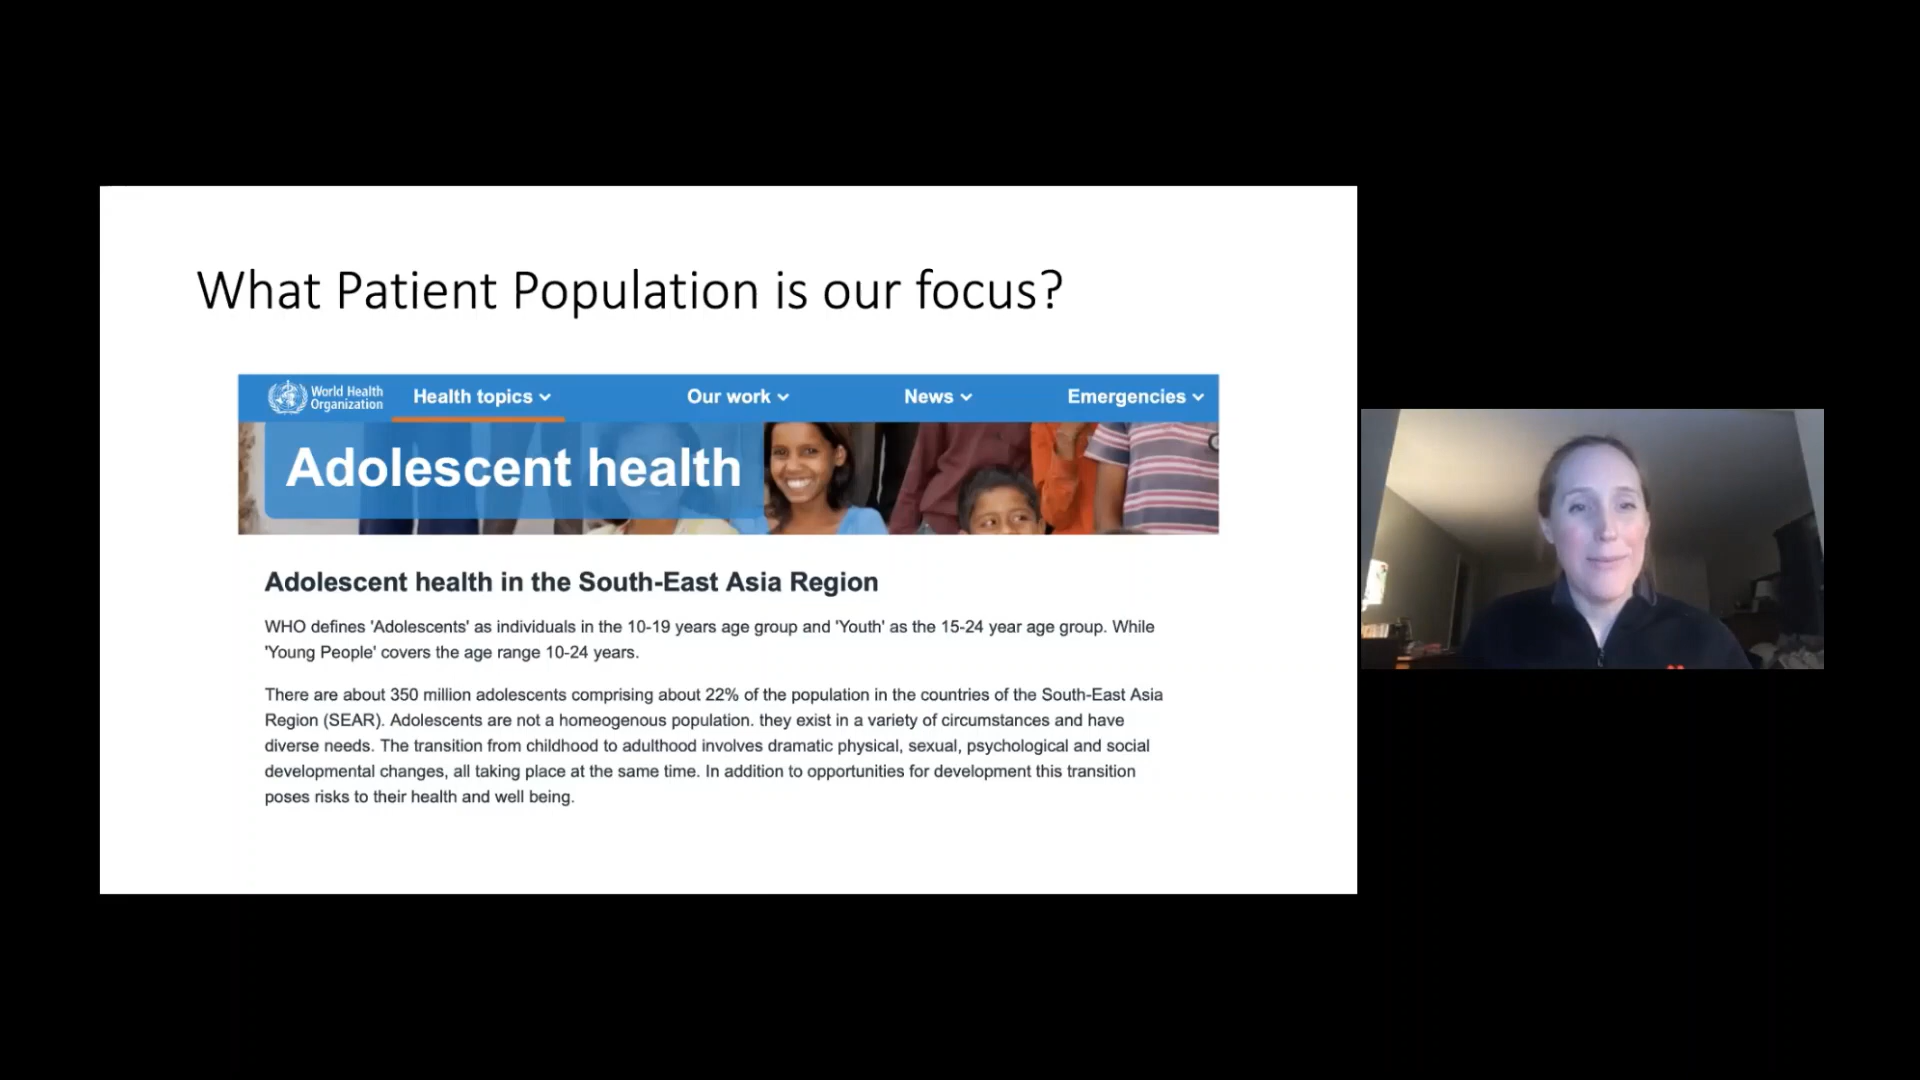 What Patient Population is our focus?
World Health
Organization
Health topics
Our work
News
Emergencies
Adolescent health
Adolescent health in the South-East Asia Region
WHO defines 'Adolescents' as individuals in the 10-19 years age group and 'Youth' as the 15-24 year age group. While
'Young People' covers the age range 10-24 years.
There are about 350 million adolescents comprising about 22% of the population in the countries of the South-East Asia
Region (SEAR). Adolescents are not a homeogenous population. they exist in a variety of circumstances and have
diverse needs. The transition from childhood to adulthood involves dramatic physical, sexual, psychological and social
developmental changes, all taking place at the same time. In addition to opportunities for development this transition
poses risks to their health and well being.